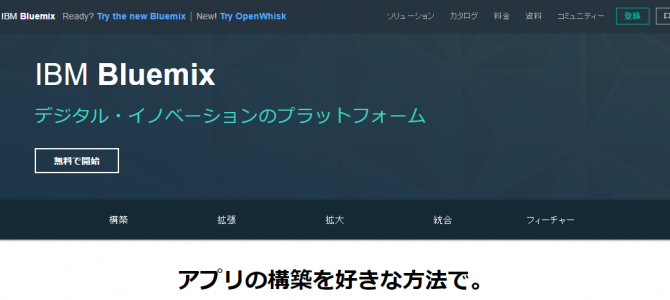 IBM Bluemix Ready? Try the new Bluemix | New! Try OpenWhisk ソリューション カタログ 料金 資料 コミュニティー 登録 ロ
IBM Bluemix
デジタル・イノベーションのプラットフォーム
無料で開始
構築 拡張 拡大 統合 フィーチャー
アプリの構築を好きな方法で。